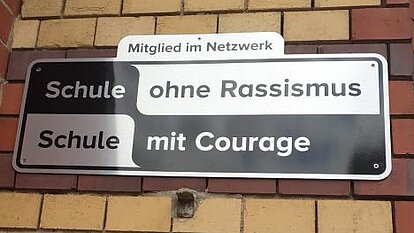 Mitglied im Netzwerk
Schule ohne Rassismus
Schule mit Courage